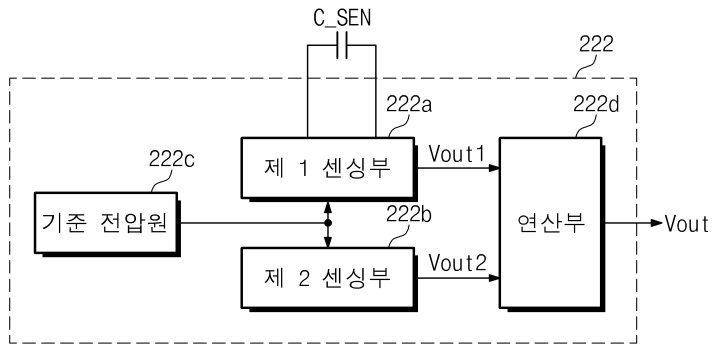 C_SEN
222
222a
222d
제 1 센싱부
Vout1
222c
기준 전압원
222b
연산부
Vout
제 2 센싱부
Vout2